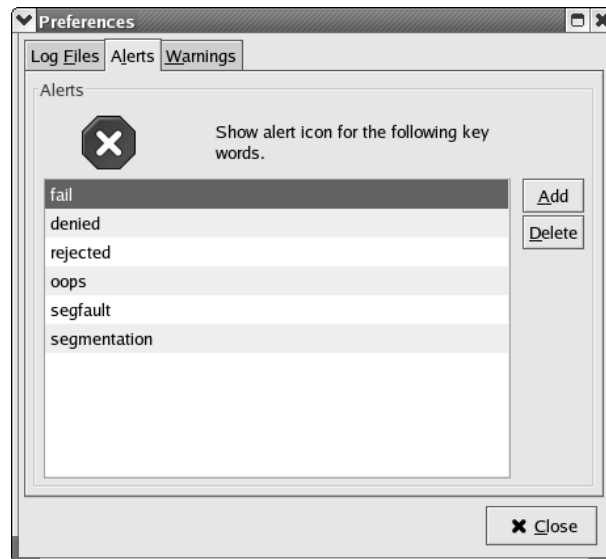 Preferences
Log Files Alerts Warnings
Alerts
Show alert icon for the following key
words.
fail
denied
rejected
oops
segfault
segmentation
Add
Delete
Close